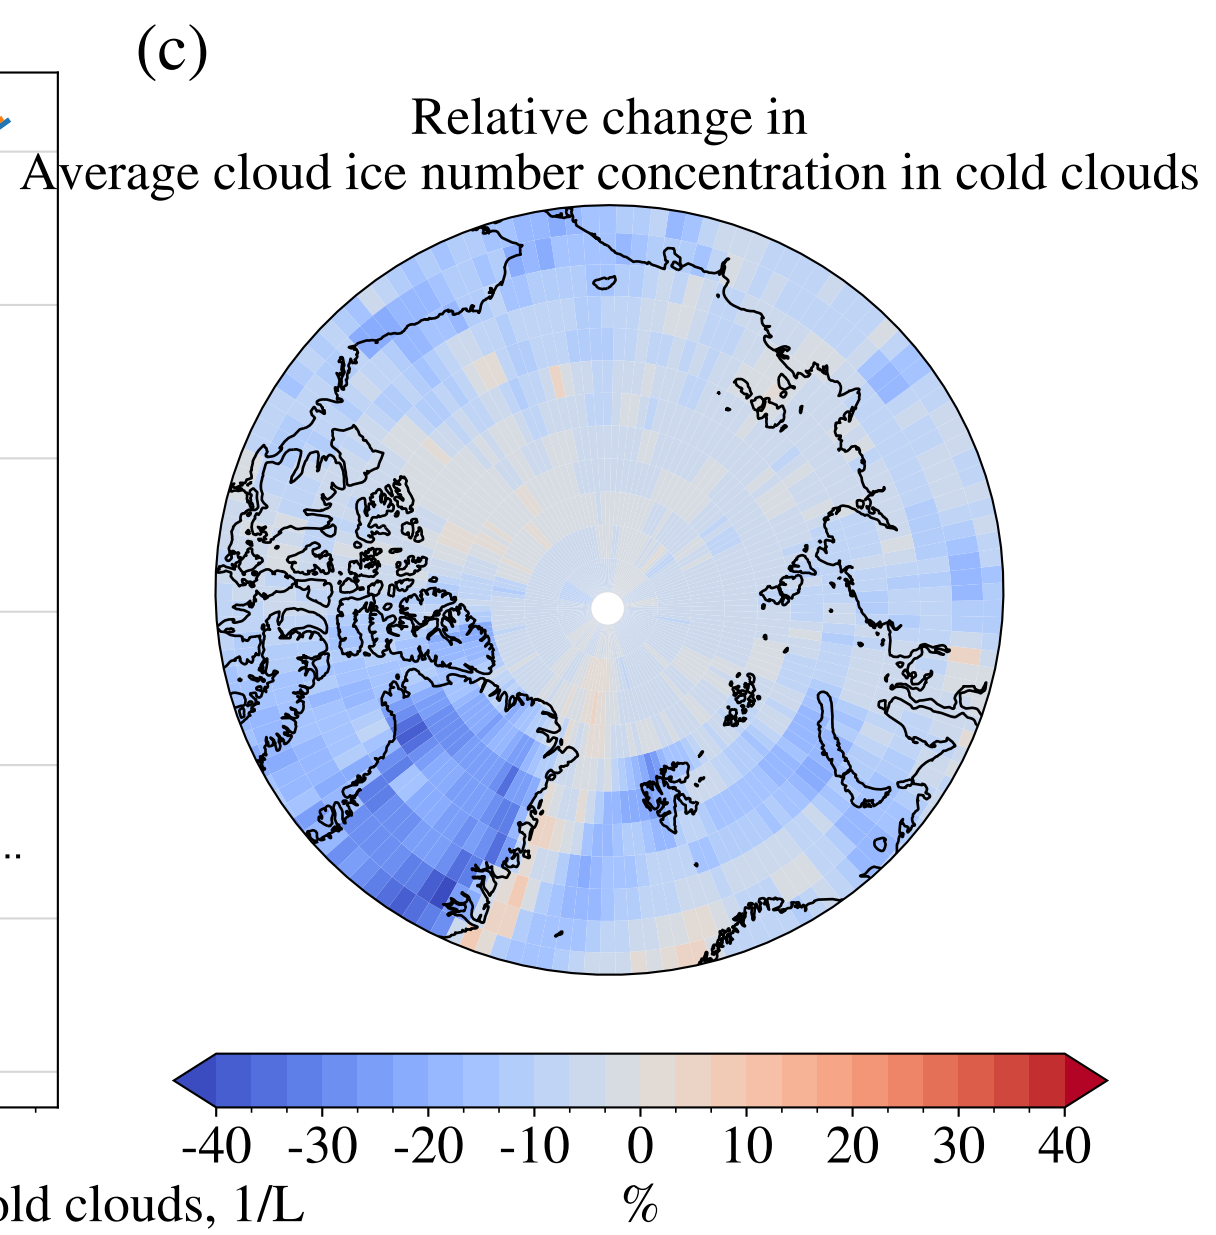 (c)
Relative change in
Average cloud ice number concentration in cold clouds
..
-40 -30 -20 -10 0 10 20 30 40
old clouds, 1/L %